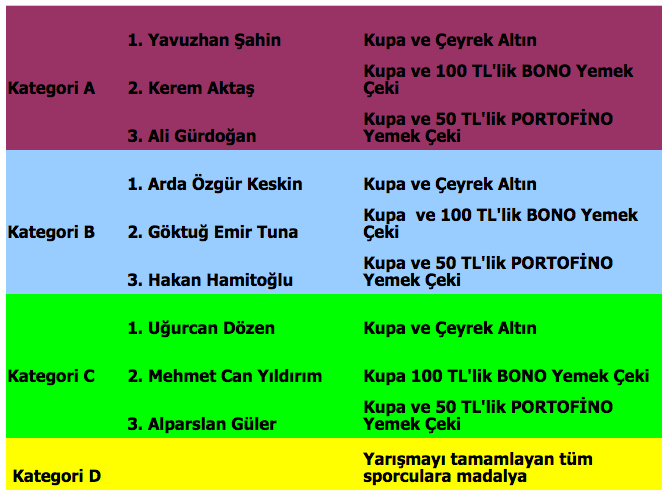 1. Yavuzhan Şahin Kupa ve Çeyrek Altın
Kategori A 2. Kerem Aktaş Kupa ve 100 TL'lik BONO Yemek
Çeki
3. Ali Gürdoğan Kupa ve 50 TL'lik PORTOFİNO
Yemek Çeki
1. Arda Özgür Keskin Kupa ve Çeyrek Altın
Kategori B 2. Göktuğ Emir Tuna Kupa  ve 100 TL'lik BONO Yemek
Çeki
3. Hakan Hamitoğlu Kupa ve 50 TL'lik PORTOFİNO
Yemek Çeki
1. Uğurcan Dözen Kupa ve Çeyrek Altın
Kategori C 2. Mehmet Can Yıldırım Kupa 100 TL'lik BONO Yemek Çeki
3. Alparslan Güler Kupa ve 50 TL'lik PORTOFİNO
Yemek Çeki
Kategori D Yarışmayı tamamlayan tüm
sporculara madalya